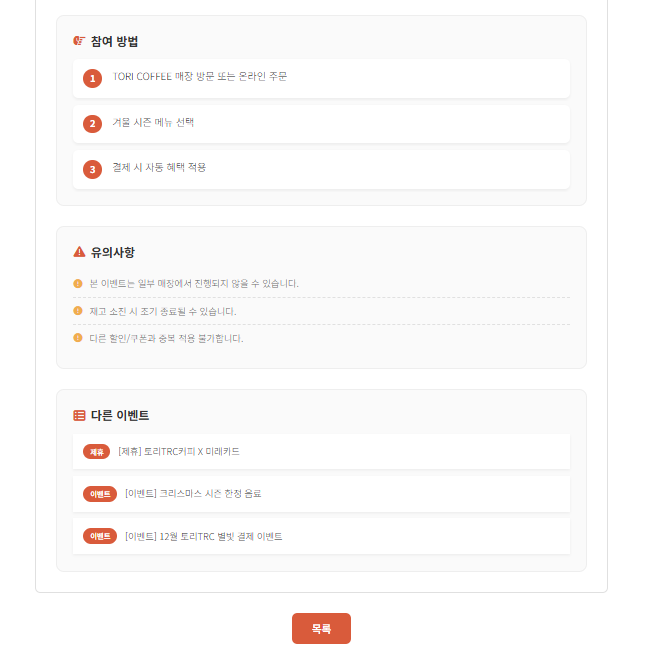 참여 방법
1 TORI COFFEE 매장 방문 또는 온라인 주문
2 겨울 시즌 메뉴 선택
3 결제 시 자동 혜택 적용
유의사항
본 이벤트는 일부 매장에서 진행되지 않을 수 있습니다.
재고 소진 시 조기 종료될 수 있습니다.
다른 할인/쿠폰과 중복 적용 불가합니다.
다른 이벤트
제휴 [제휴] 토리TRC커피 X 미래카드
이벤트 [이벤트] 크리스마스 시즌 한정 음료
이벤트 [이벤트] 12월 토리TRC 별빛 결제 이벤트
목록